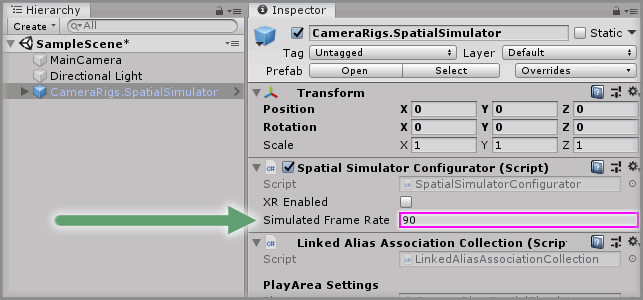 Hierarchy
Create
All
SampleScene*
MainCamera
Directional Light
CameraRigs.SpatialSimulator
Inspector
CameraRigs.SpatialSimulator
Static
Tag Untagged Layer Default
Prefab Open Select Overrides
Transform
Position X 0 Y 0 Z 0
Rotation X 0 Y 0 Z 0
Scale X 1 Y 1 Z 1
C# Spatial Simulator Configurator (Script)
Script SpatialSimulatorConfigurator
XR Enabled
Simulated Frame Rate 90
C# Linked Alias Association Collection (Scrip
Script LinkedAliasAssociationCollection
PlayArea Settings